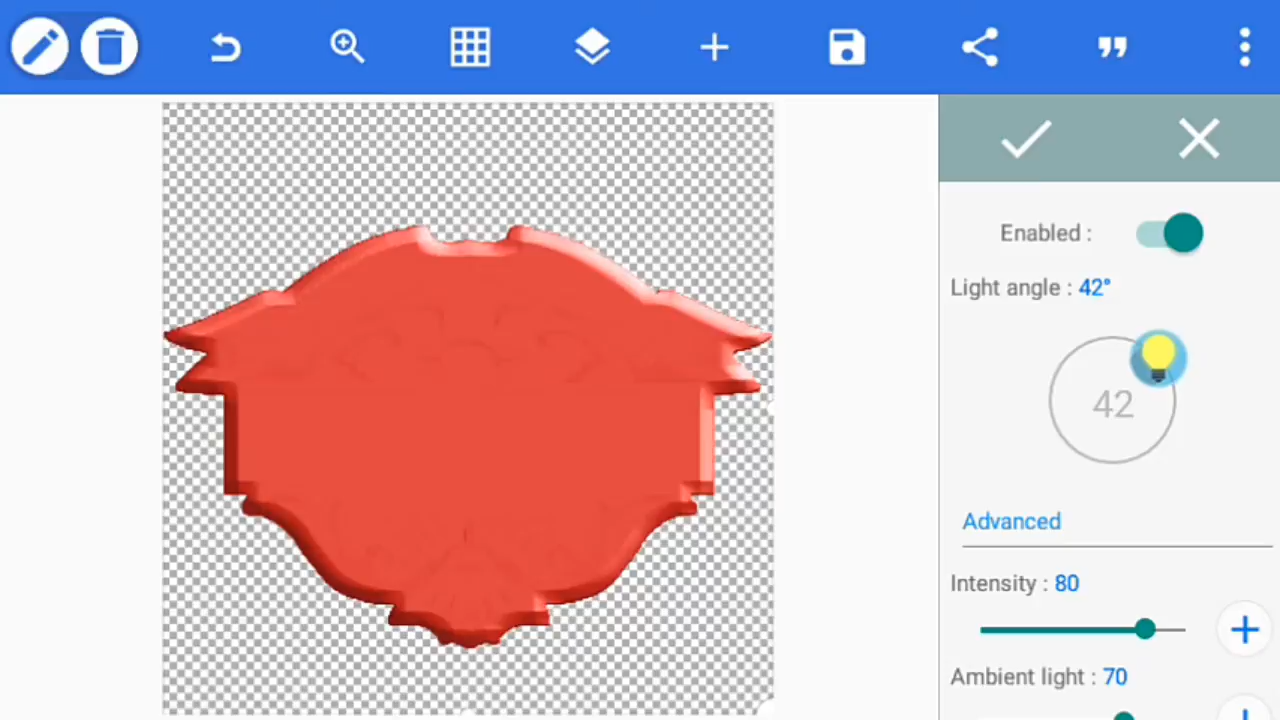 Enabled :
Light angle : 42°
42
Advanced
Intensity : 80
Ambient light : 70